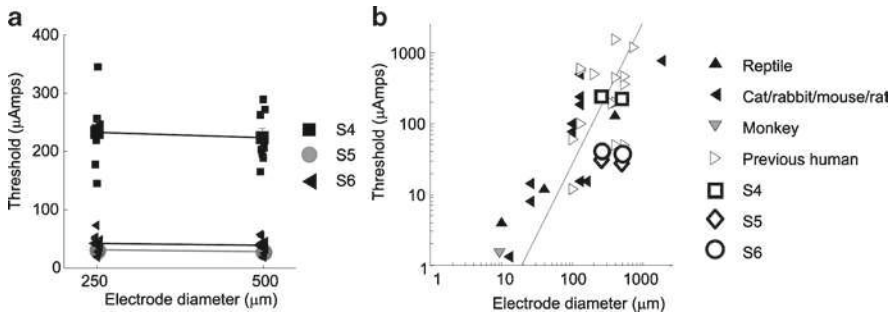 a
400
300
200
100
0
Threshold (μAmps)
250
500
Electrode diameter (μm)
S4
S5
S6
b
1000
100
10
1
Threshold (μAmps)
1
10
100
1000
Electrode diameter (μm)
Reptile
Cat/rabbit/mouse/rat
Monkey
Previous human
S4
S5
S6